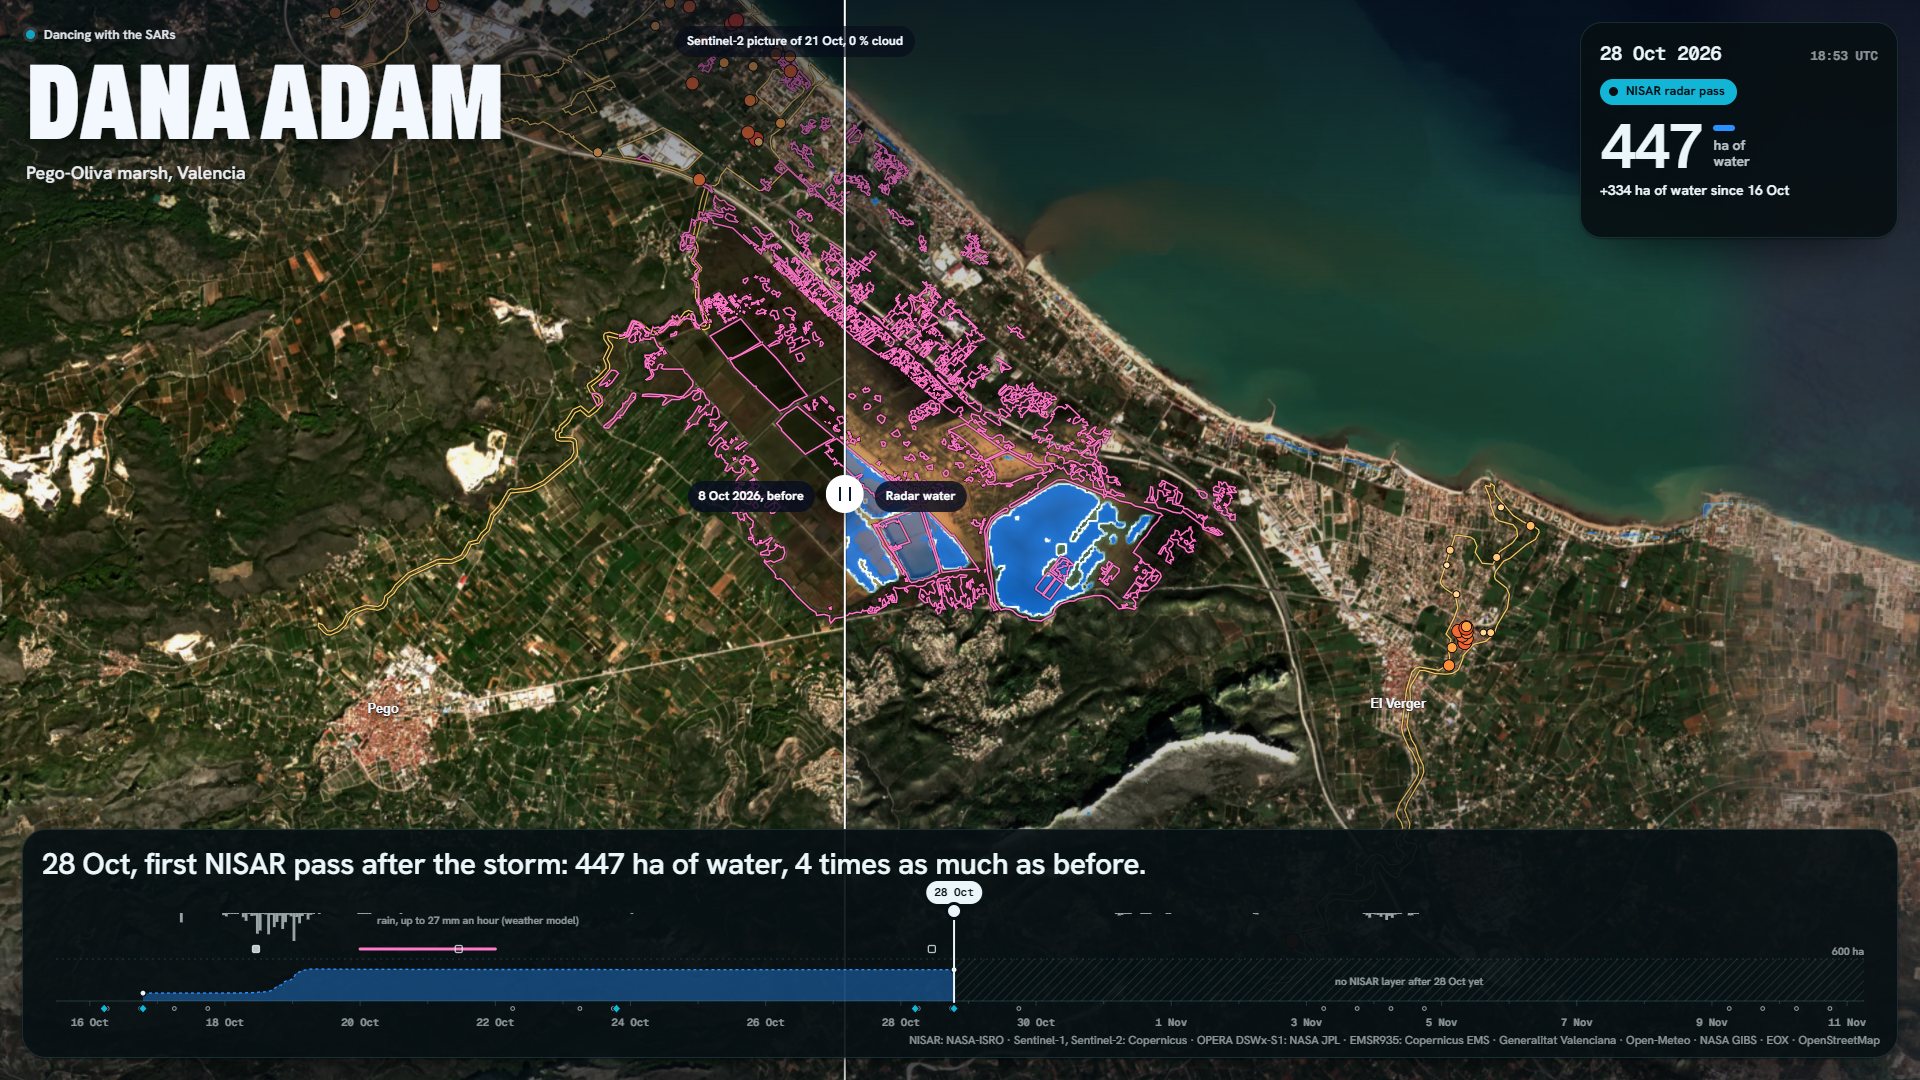 Dancing with the SARs
DANA ADAM
Pego-Oliva marsh, Valencia
Sentinel-2 picture of 21 Oct, 0 % cloud
28 Oct 2026
18:53 UTC
NISAR radar pass
447
ha of
water
+334 ha of water since 16 Oct
8 Oct 2026, before
Radar water
Pego
El Verger
28 Oct, first NISAR pass after the storm: 447 ha of water, 4 times as much as before.
28 Oct
rain, up to 27 mm an hour (weather model)
600 ha
no NISAR layer after 28 Oct yet
16 Oct
18 Oct
20 Oct
22 Oct
24 Oct
26 Oct
28 Oct
30 Oct
1 Nov
3 Nov
5 Nov
7 Nov
9 Nov
11 Nov
NISAR: NASA-ISRO · Sentinel-1, Sentinel-2: Copernicus · OPERA DSWx-S1: NASA JPL · EMSR935: Copernicus EMS · Generalitat Valenciana · Open-Meteo · NASA GIBS · EOX · OpenStreetMap